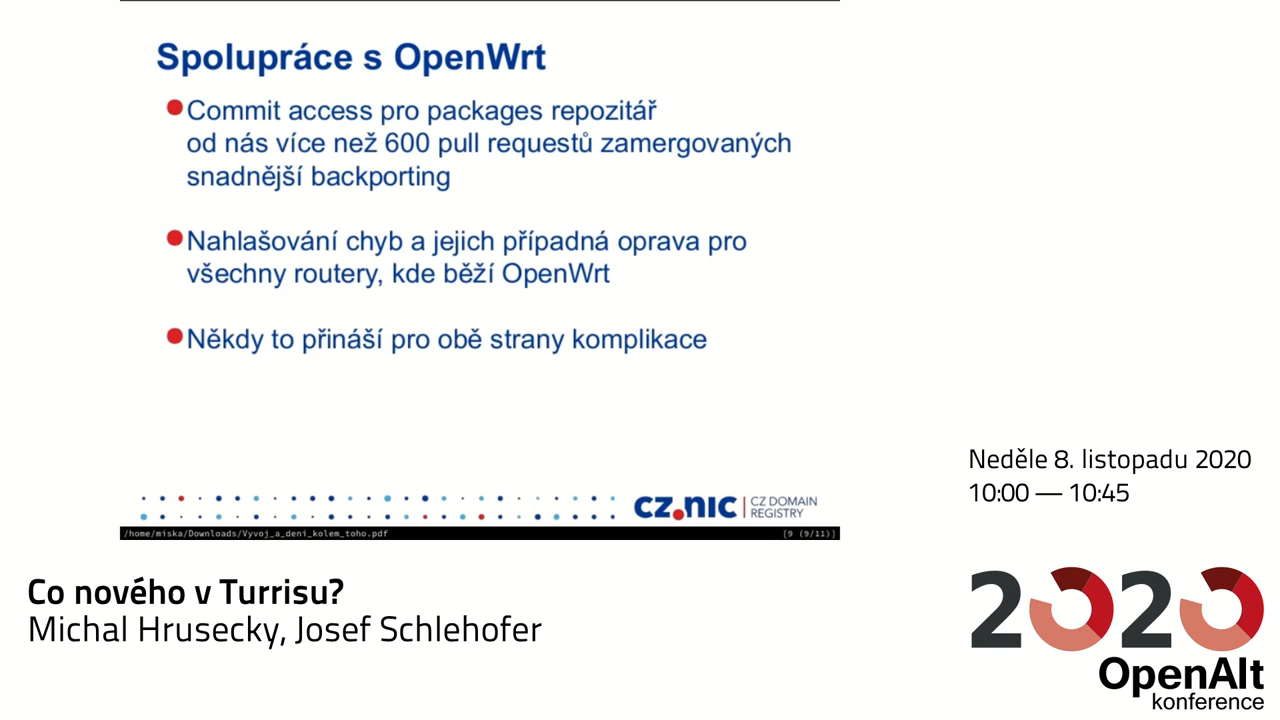 Spolupráce s OpenWrt
Commit access pro packages repozitář
od nás více než 600 pull requestů zamergovaných
snadnější backporting
Nahlašování chyb a jejich případná oprava pro
všechny routery, kde běží OpenWrt
Někdy to přináší pro obě strany komplikace
CZ.NIC
CZ DOMAIN
REGISTRY
/home/miska/Downloads/Vyvoj_a_deni_kolem_toho.pdf
[9 (9/11)]
Neděle 8. listopadu 2020
10:00 — 10:45
Co nového v Turrisu?
Michal Hrusecky, Josef Schlehofer
2020
OpenAlt
konference